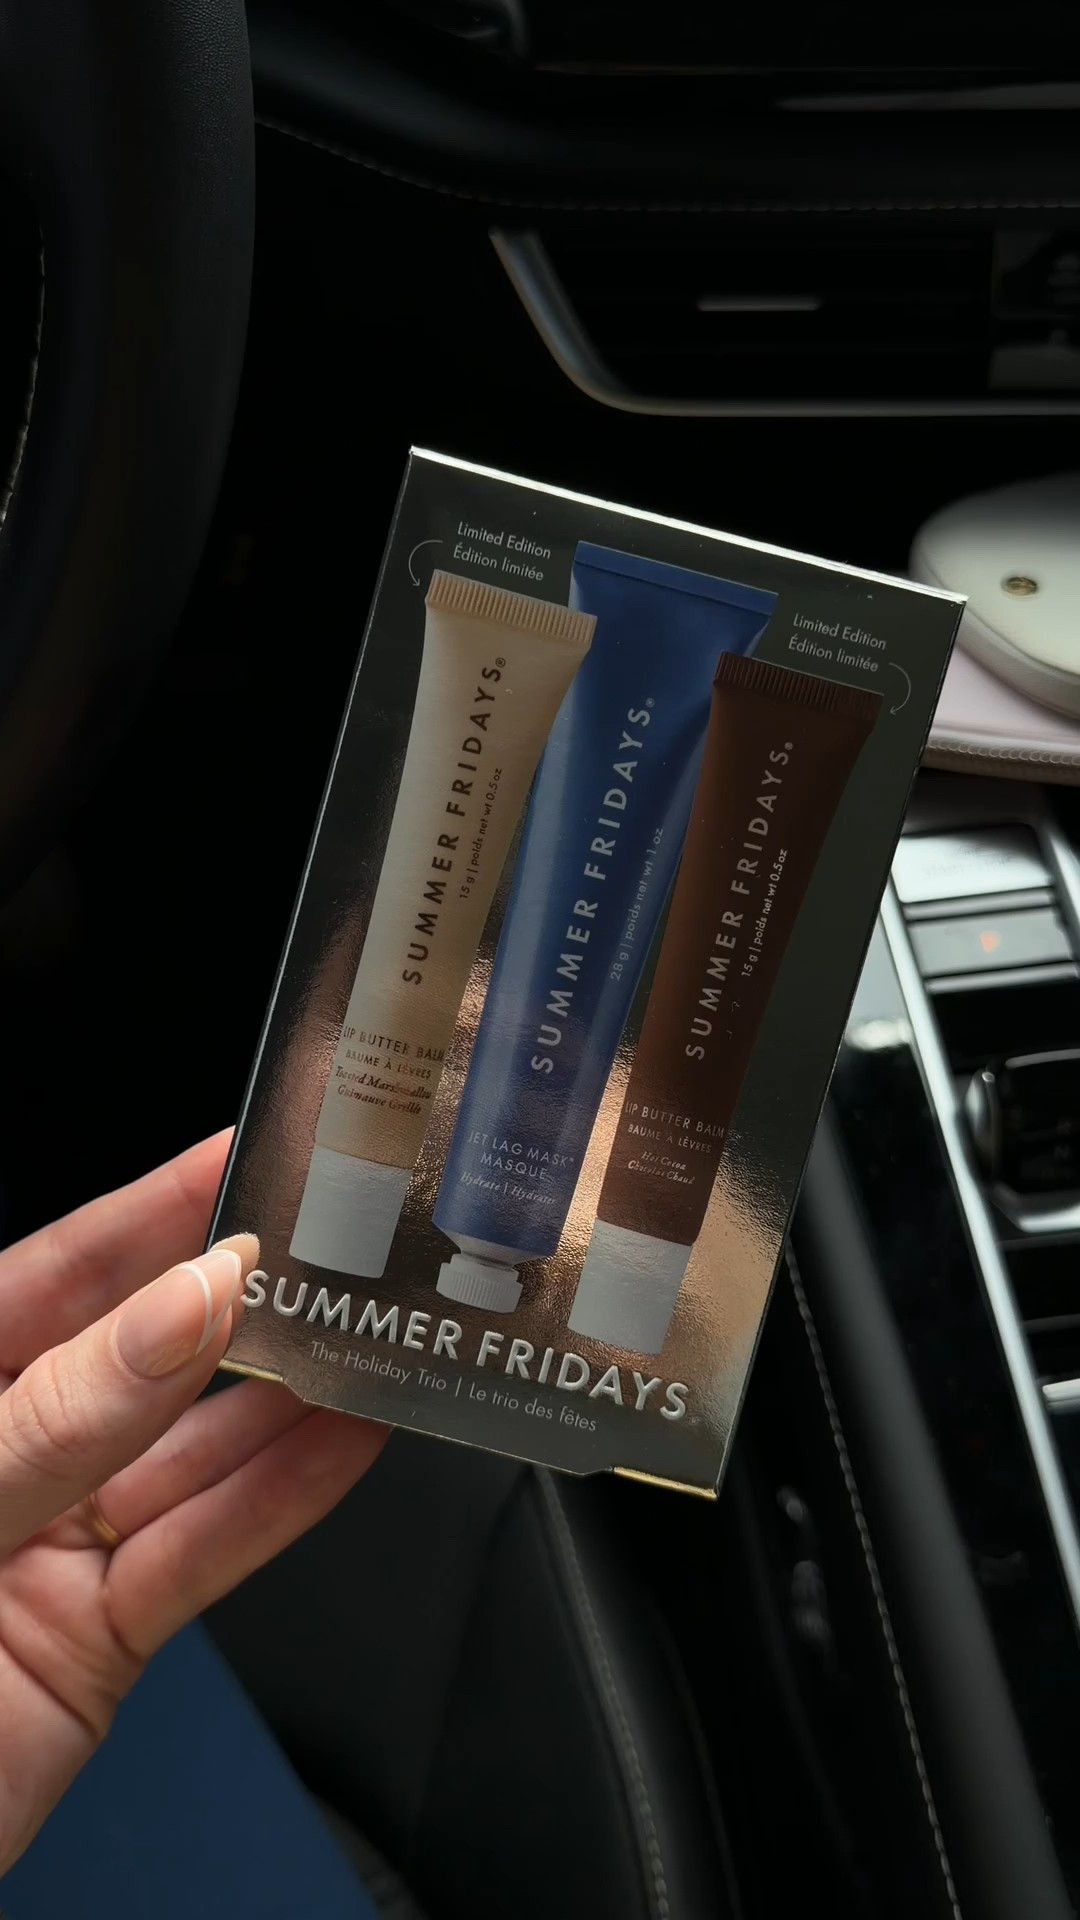 Limited Edition
Édition limitée
Limited Edition
Édition limitée
SUMMER FRIDAYS®
15 g | poids net wt 0.5 oz
LIP BUTTER BALM
BAUME À LÈVRES
Toasted Marshmallow
Guimauve Grillée
SUMMER FRIDAYS®
28 g | poids net wt 1 oz
JET LAG MASK®
MASQUE
Hydrate | Hydrater
SUMMER FRIDAYS®
15 g | poids net wt 0.5 oz
LIP BUTTER BALM
BAUME À LÈVRES
Hot Cocoa
Chocolat Chaud
SUMMER FRIDAYS®
The Holiday Trio | Le trio des fêtes